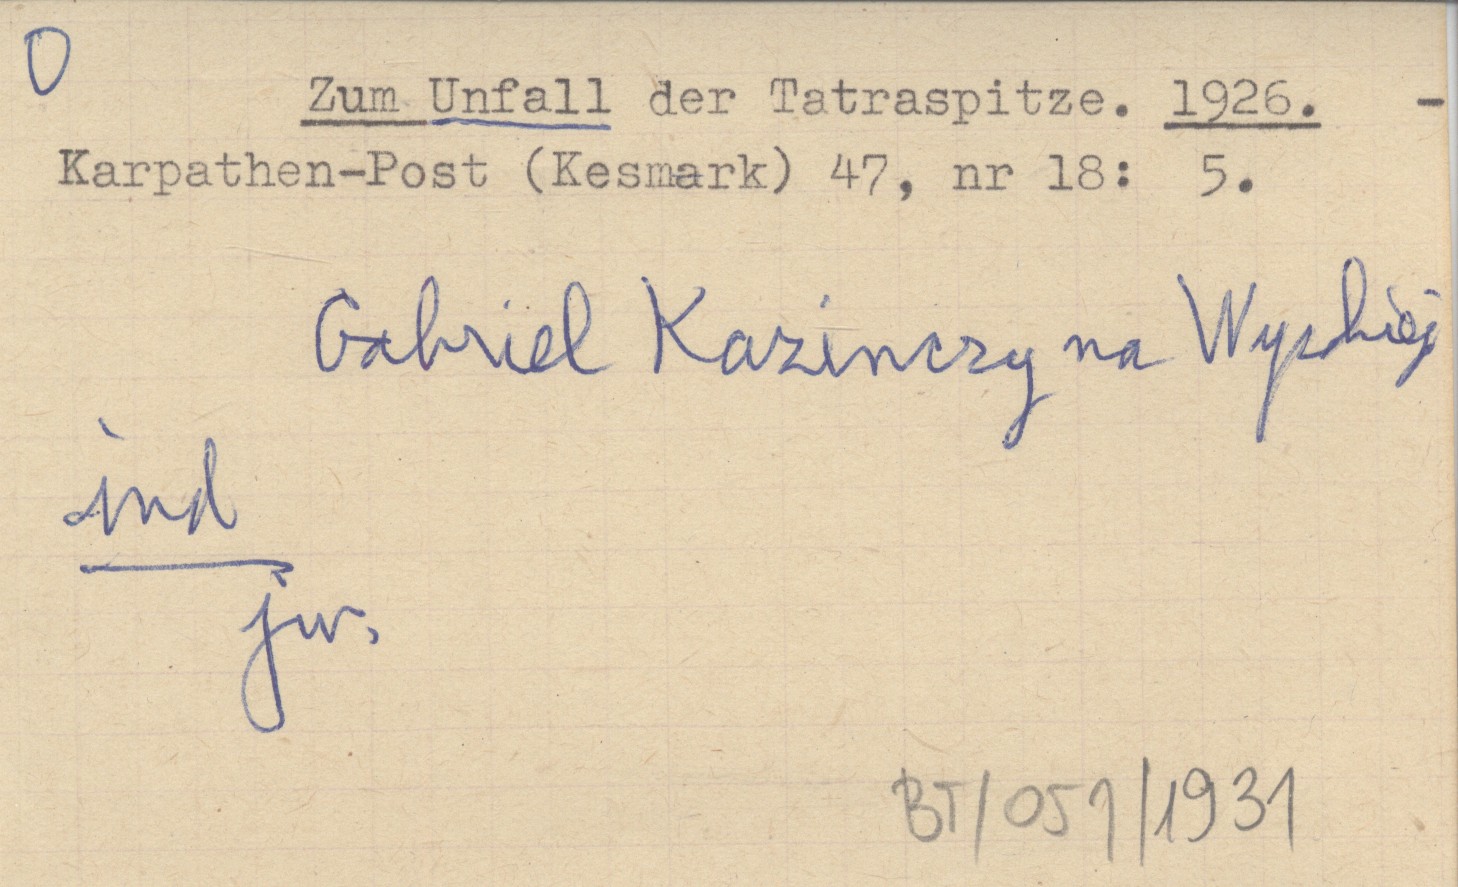 O
Zum Unfall der Tatraspitze. 1926. -
Karpathen-Post (Kesmark) 47, nr 18: 5.
Gabriel Kazinczy na Wysokiej
ind
jw.
BT/051/1931